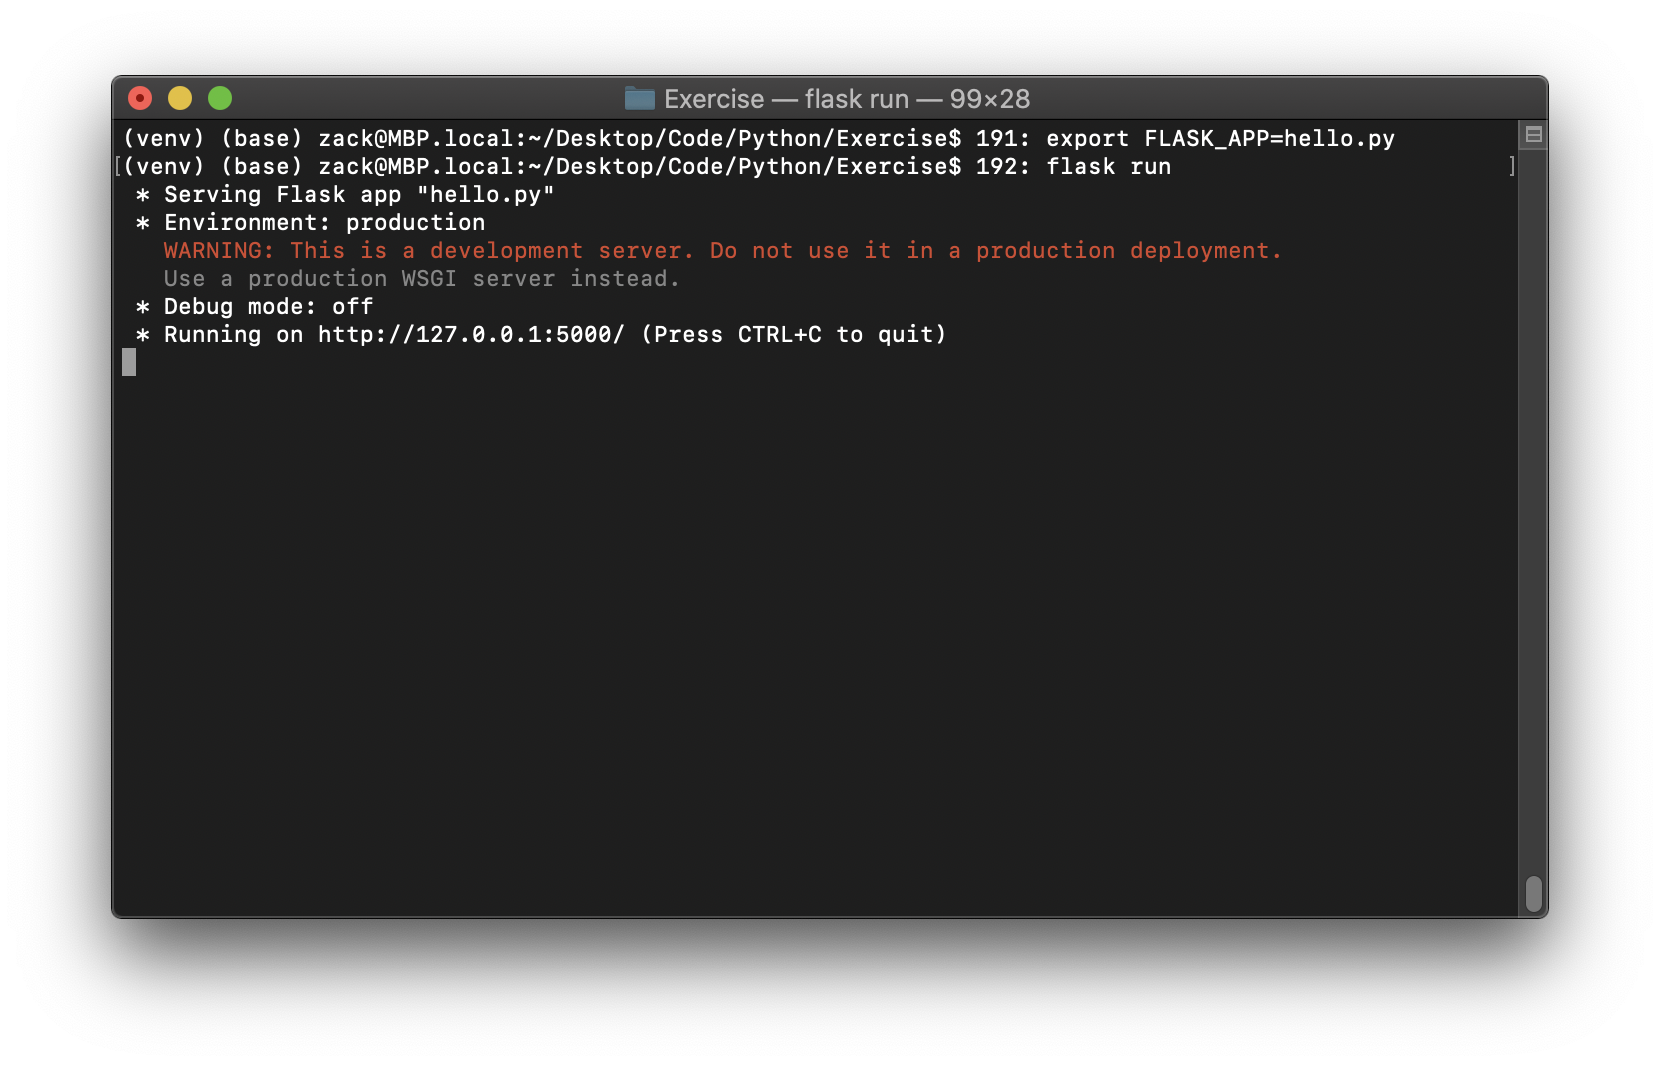 Exercise — flask run — 99×28
(venv) (base) zack@MBP.local:~/Desktop/Code/Python/Exercise$ 191: export FLASK_APP=hello.py
[(venv) (base) zack@MBP.local:~/Desktop/Code/Python/Exercise$ 192: flask run ]
 * Serving Flask app "hello.py"
 * Environment: production
   WARNING: This is a development server. Do not use it in a production deployment.
   Use a production WSGI server instead.
 * Debug mode: off
 * Running on http://127.0.0.1:5000/ (Press CTRL+C to quit)